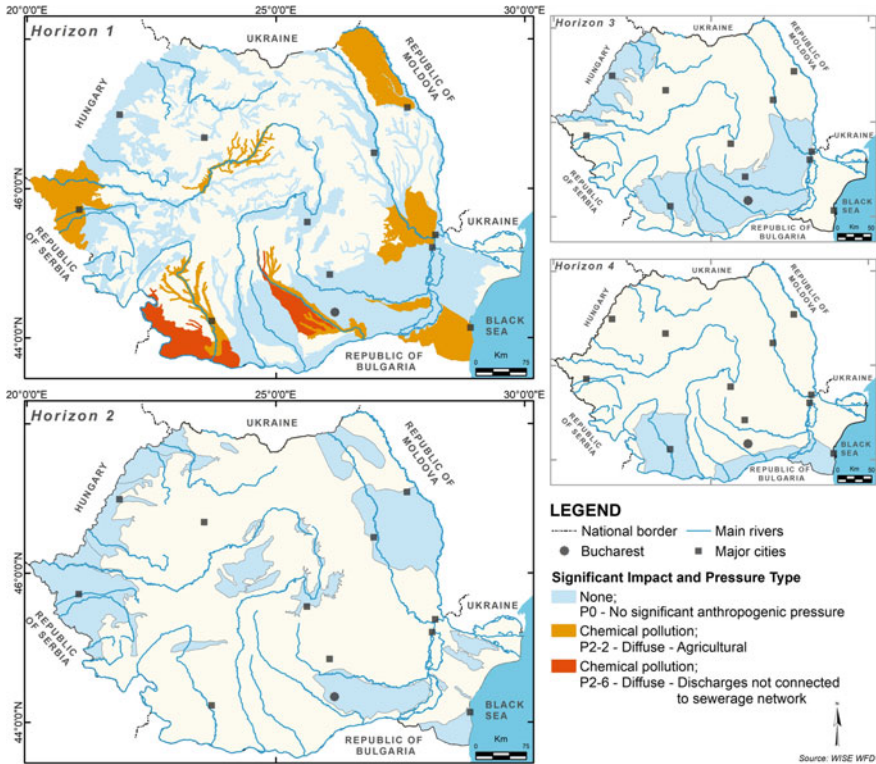 20°0'0"E
25°0'0"E
30°0'0"E
Horizon 1
UKRAINE
REPUBLIC OF
MOLDOVA
HUNGARY
46°0'0"N
REPUBLIC
OF SERBIA
UKRAINE
BLACK
SEA
44°0'0"N
REPUBLIC OF
BULGARIA
Km
0 75
20°0'0"E
25°0'0"E
30°0'0"E
Horizon 2
UKRAINE
REPUBLIC OF
MOLDOVA
HUNGARY
46°0'0"N
REPUBLIC
OF SERBIA
UKRAINE
BLACK
SEA
44°0'0"N
REPUBLIC OF
BULGARIA
Km
0 75
Horizon 3
UKRAINE
REPUBLIC OF
MOLDOVA
HUNGARY
UKRAINE
REPUBLIC
OF SERBIA
BLACK
SEA
REPUBLIC OF
BULGARIA
Km
0 50
Horizon 4
UKRAINE
REPUBLIC OF
MOLDOVA
HUNGARY
UKRAINE
REPUBLIC
OF SERBIA
BLACK
SEA
REPUBLIC OF
BULGARIA
Km
0 50
LEGEND
National border
Main rivers
Bucharest
Major cities
Significant Impact and Pressure Type
None;
P0 - No significant anthropogenic pressure
Chemical pollution;
P2-2 - Diffuse - Agricultural
Chemical pollution;
P2-6 - Diffuse - Discharges not connected
to sewerage network
Source: WISE WFD